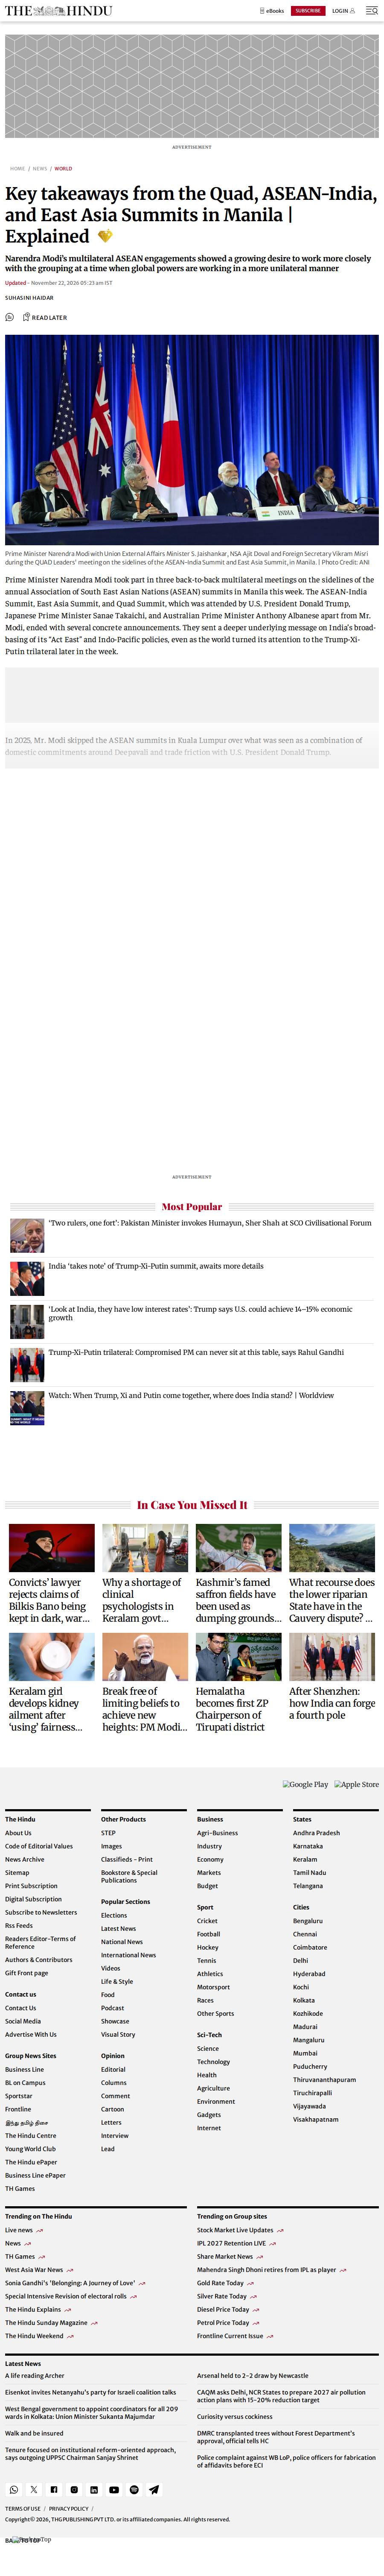 THE HINDU
eBooks
SUBSCRIBE
LOGIN
ADVERTISEMENT
HOME / NEWS / WORLD
Key takeaways from the Quad, ASEAN-India,
and East Asia Summits in Manila |
Explained
Narendra Modi's multilateral ASEAN engagements showed a growing desire to work more closely
with the grouping at a time when global powers are working in a more unilateral manner
Updated - November 22, 2026 05:23 am IST
SUHASINI HAIDAR
READ LATER
Prime Minister Narendra Modi with Union External Affairs Minister S. Jaishankar, NSA Ajit Doval and Foreign Secretary Vikram Misri
during the QUAD Leaders' meeting on the sidelines of the ASEAN-India Summit and East Asia Summit, in Manila. | Photo Credit: ANI
Prime Minister Narendra Modi took part in three back-to-back multilateral meetings on the sidelines of the
annual Association of South East Asian Nations (ASEAN) summits in Manila this week. The ASEAN-India
Summit, East Asia Summit, and Quad Summit, which was attended by U.S. President Donald Trump,
Japanese Prime Minister Sanae Takaichi, and Australian Prime Minister Anthony Albanese apart from Mr.
Modi, ended with several concrete announcements. They sent a deeper underlying message on India's broad-
basing of its "Act East" and Indo-Pacific policies, even as the world turned its attention to the Trump-Xi-
Putin trilateral later in the week.
In 2025, Mr. Modi skipped the ASEAN summits in Kuala Lumpur over what was seen as a combination of
domestic commitments around Deepavali and trade friction with U.S. President Donald Trump.
ADVERTISEMENT
Most Popular
'Two rulers, one fort': Pakistan Minister invokes Humayun, Sher Shah at SCO Civilisational Forum
India 'takes note' of Trump-Xi-Putin summit, awaits more details
'Look at India, they have low interest rates': Trump says U.S. could achieve 14–15% economic
growth
Trump-Xi-Putin trilateral: Compromised PM can never sit at this table, says Rahul Gandhi
Watch: When Trump, Xi and Putin come together, where does India stand? | Worldview
In Case You Missed It
Convicts' lawyer
rejects claims of
Bilkis Bano being
kept in dark, war...
Why a shortage of
clinical
psychologists in
Keralam govt...
Kashmir's famed
saffron fields have
been used as
dumping grounds...
What recourse does
the lower riparian
State have in the
Cauvery dispute? ...
Keralam girl
develops kidney
ailment after
'using' fairness...
Break free of
limiting beliefs to
achieve new
heights: PM Modi...
Hemalatha
becomes first ZP
Chairperson of
Tirupati district
After Shenzhen:
how India can forge
a fourth pole
Google Play
Apple Store
The Hindu
About Us
Code of Editorial Values
News Archive
Sitemap
Print Subscription
Digital Subscription
Subscribe to Newsletters
Rss Feeds
Readers Editor-Terms of
Reference
Authors & Contributors
Gift Front page
Contact us
Contact Us
Social Media
Advertise With Us
Group News Sites
Business Line
BL on Campus
Sportstar
Frontline
இந்து தமிழ் திசை
The Hindu Centre
Young World Club
The Hindu ePaper
Business Line ePaper
TH Games
Other Products
STEP
Images
Classifieds - Print
Bookstore & Special
Publications
Popular Sections
Elections
Latest News
National News
International News
Videos
Life & Style
Food
Podcast
Showcase
Visual Story
Opinion
Editorial
Columns
Comment
Cartoon
Letters
Interview
Lead
Business
Agri-Business
Industry
Economy
Markets
Budget
Sport
Cricket
Football
Hockey
Tennis
Athletics
Motorsport
Races
Other Sports
Sci-Tech
Science
Technology
Health
Agriculture
Environment
Gadgets
Internet
States
Andhra Pradesh
Karnataka
Keralam
Tamil Nadu
Telangana
Cities
Bengaluru
Chennai
Coimbatore
Delhi
Hyderabad
Kochi
Kolkata
Kozhikode
Madurai
Mangaluru
Mumbai
Puducherry
Thiruvananthapuram
Tiruchirapalli
Vijayawada
Visakhapatnam
Trending on The Hindu
Live news
News
TH Games
West Asia War News
Sonia Gandhi's 'Belonging: A Journey of Love'
Special Intensive Revision of electoral rolls
The Hindu Explains
The Hindu Sunday Magazine
The Hindu Weekend
Trending on Group sites
Stock Market Live Updates
IPL 2027 Retention LIVE
Share Market News
Mahendra Singh Dhoni retires from IPL as player
Gold Rate Today
Silver Rate Today
Diesel Price Today
Petrol Price Today
Frontline Current Issue
Latest News
A life reading Archer
Eisenkot invites Netanyahu's party for Israeli coalition talks
West Bengal government to appoint coordinators for all 209
wards in Kolkata: Union Minister Sukanta Majumdar
Walk and be insured
Tenure focused on institutional reform-oriented approach,
says outgoing UPPSC Chairman Sanjay Shrinet
Arsenal held to 2-2 draw by Newcastle
CAQM asks Delhi, NCR States to prepare 2027 air pollution
action plans with 15-20% reduction target
Curiosity versus cockiness
DMRC transplanted trees without Forest Department's
approval, official tells HC
Police complaint against WB LoP, police officers for fabrication
of affidavits before ECI
TERMS OF USE / PRIVACY POLICY /
Copyright© 2026, THG PUBLISHING PVT LTD. or its affiliated companies. All rights reserved.
BACK TO TOP